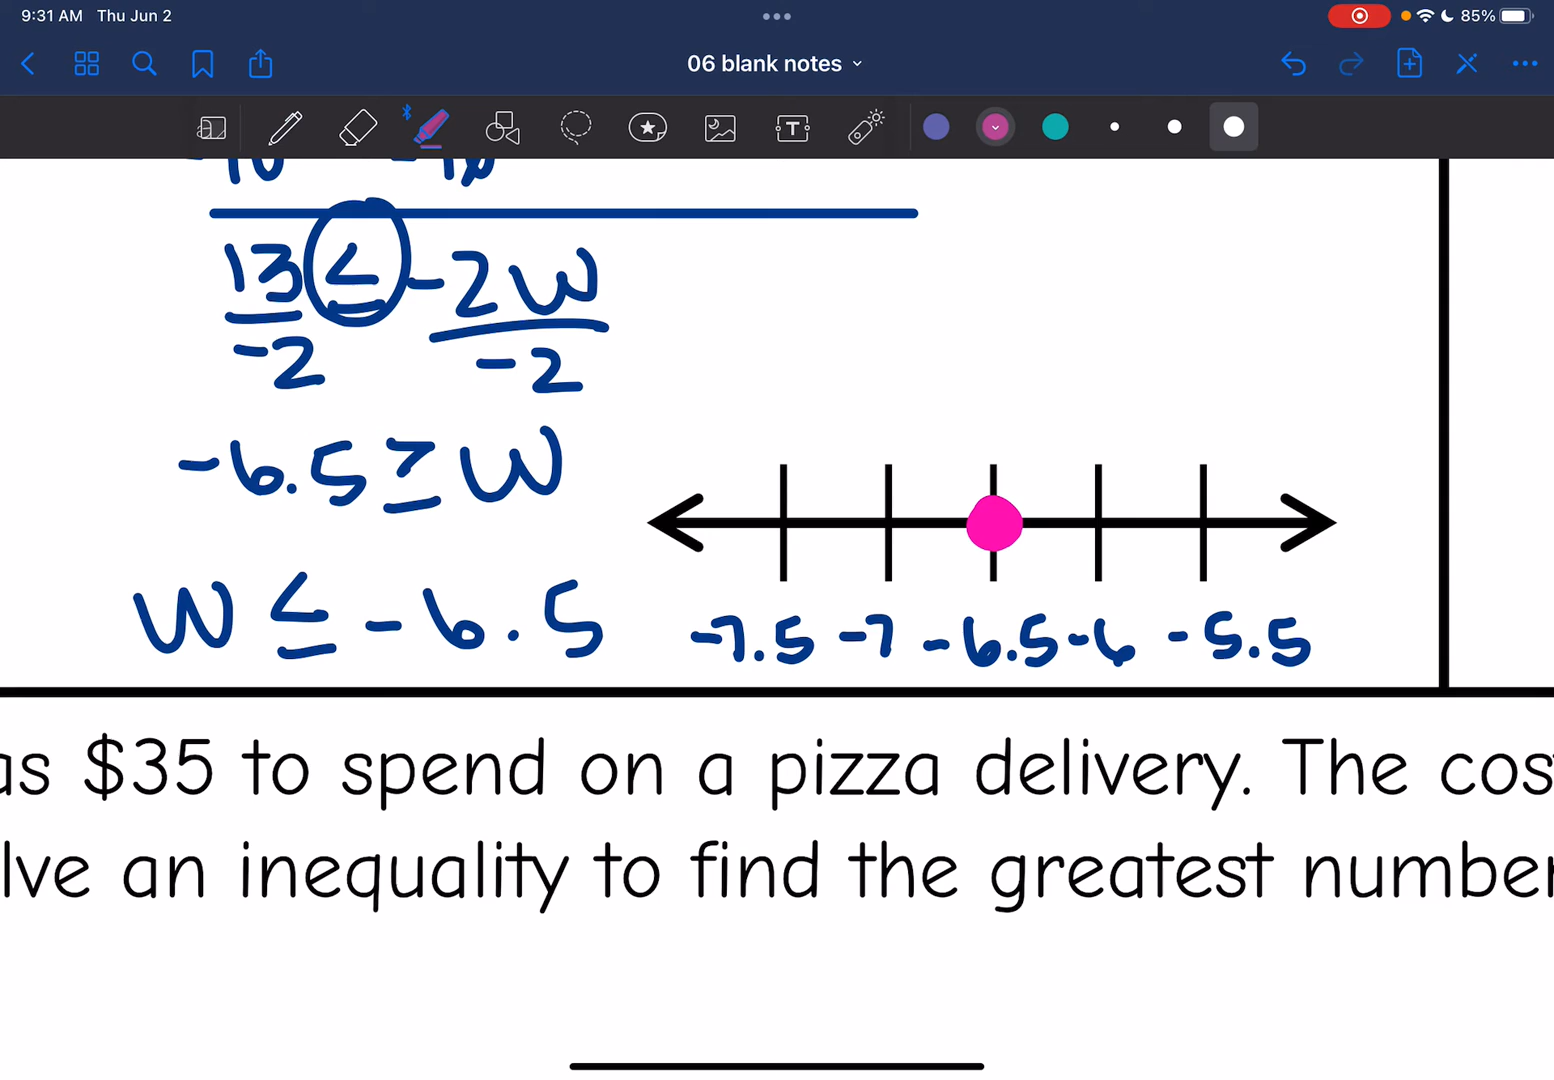 9:31 AM Thu Jun 2
85%
06 blank notes
T
-10 -10
13 ≤ -2W
-2 -2
-6.5 ≥ W
W ≤ -6.5
-7.5 -7 -6.5 -6 -5.5
as $35 to spend on a pizza delivery. The cos
lve an inequality to find the greatest number